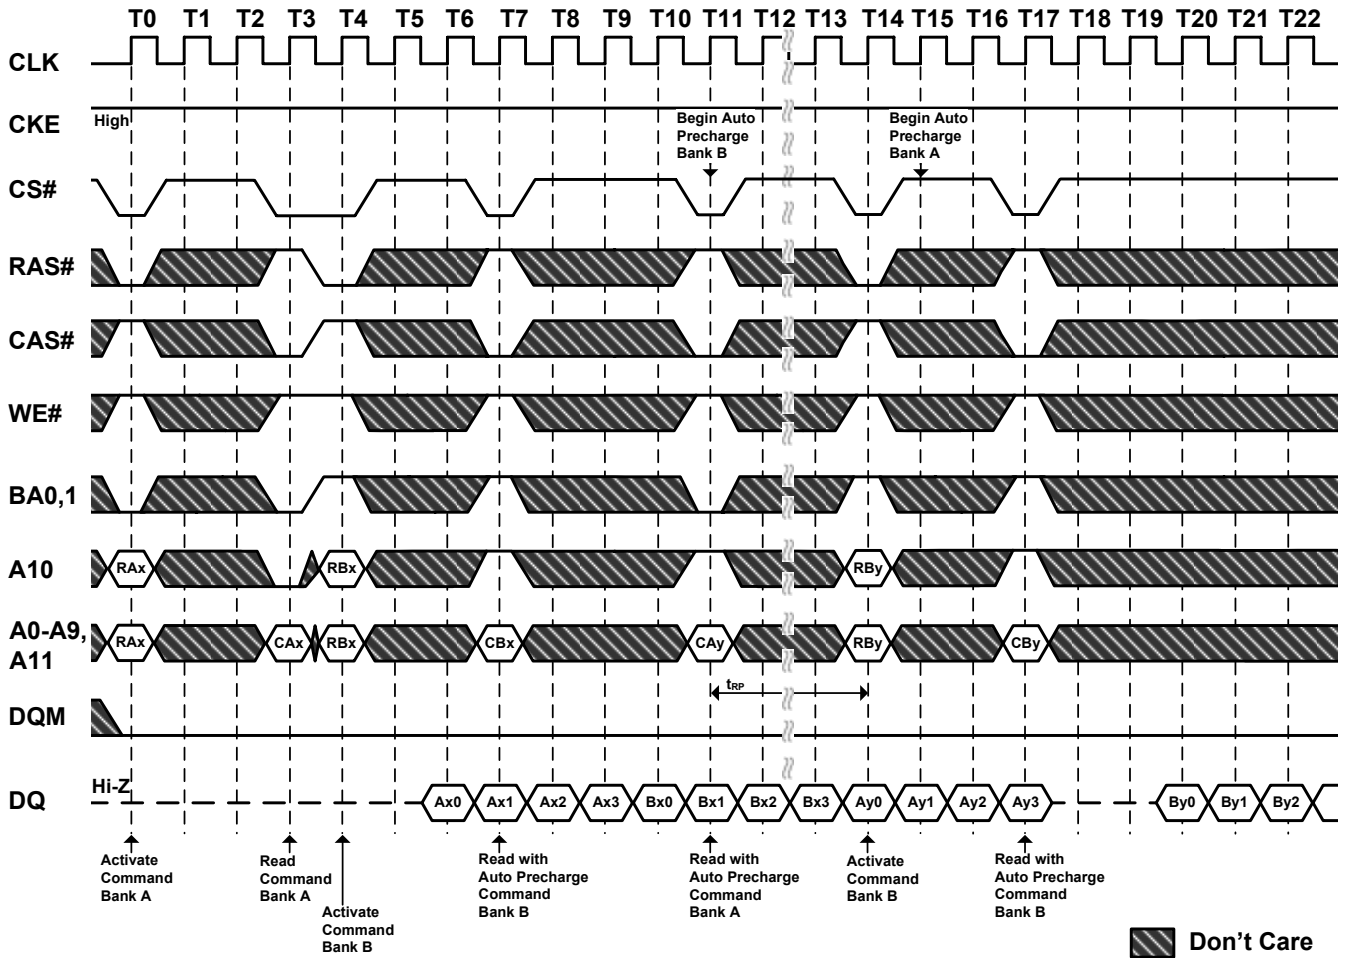 T0 T1 T2 T3 T4 T5 T6 T7 T8 T9 T10 T11 T12 T13 T14 T15 T16 T17 T18 T19 T20 T21 T22
CLK
CKE
High
Begin Auto
Precharge
Bank B
Begin Auto
Precharge
Bank A
CS#
RAS#
CAS#
WE#
BA0,1
A10
RAx RBx RBy
A0-A9,
A11
RAx CAx RBx CBx CAy RBy CBy
tRP
DQM
DQ
Hi-Z
Ax0 Ax1 Ax2 Ax3 Bx0 Bx1 Bx2 Bx3 Ay0 Ay1 Ay2 Ay3 By0 By1 By2
Activate
Command
Bank A
Read
Command
Bank A
Activate
Command
Bank B
Read with
Auto Precharge
Command
Bank B
Read with
Auto Precharge
Command
Bank A
Activate
Command
Bank B
Read with
Auto Precharge
Command
Bank B
Don't Care